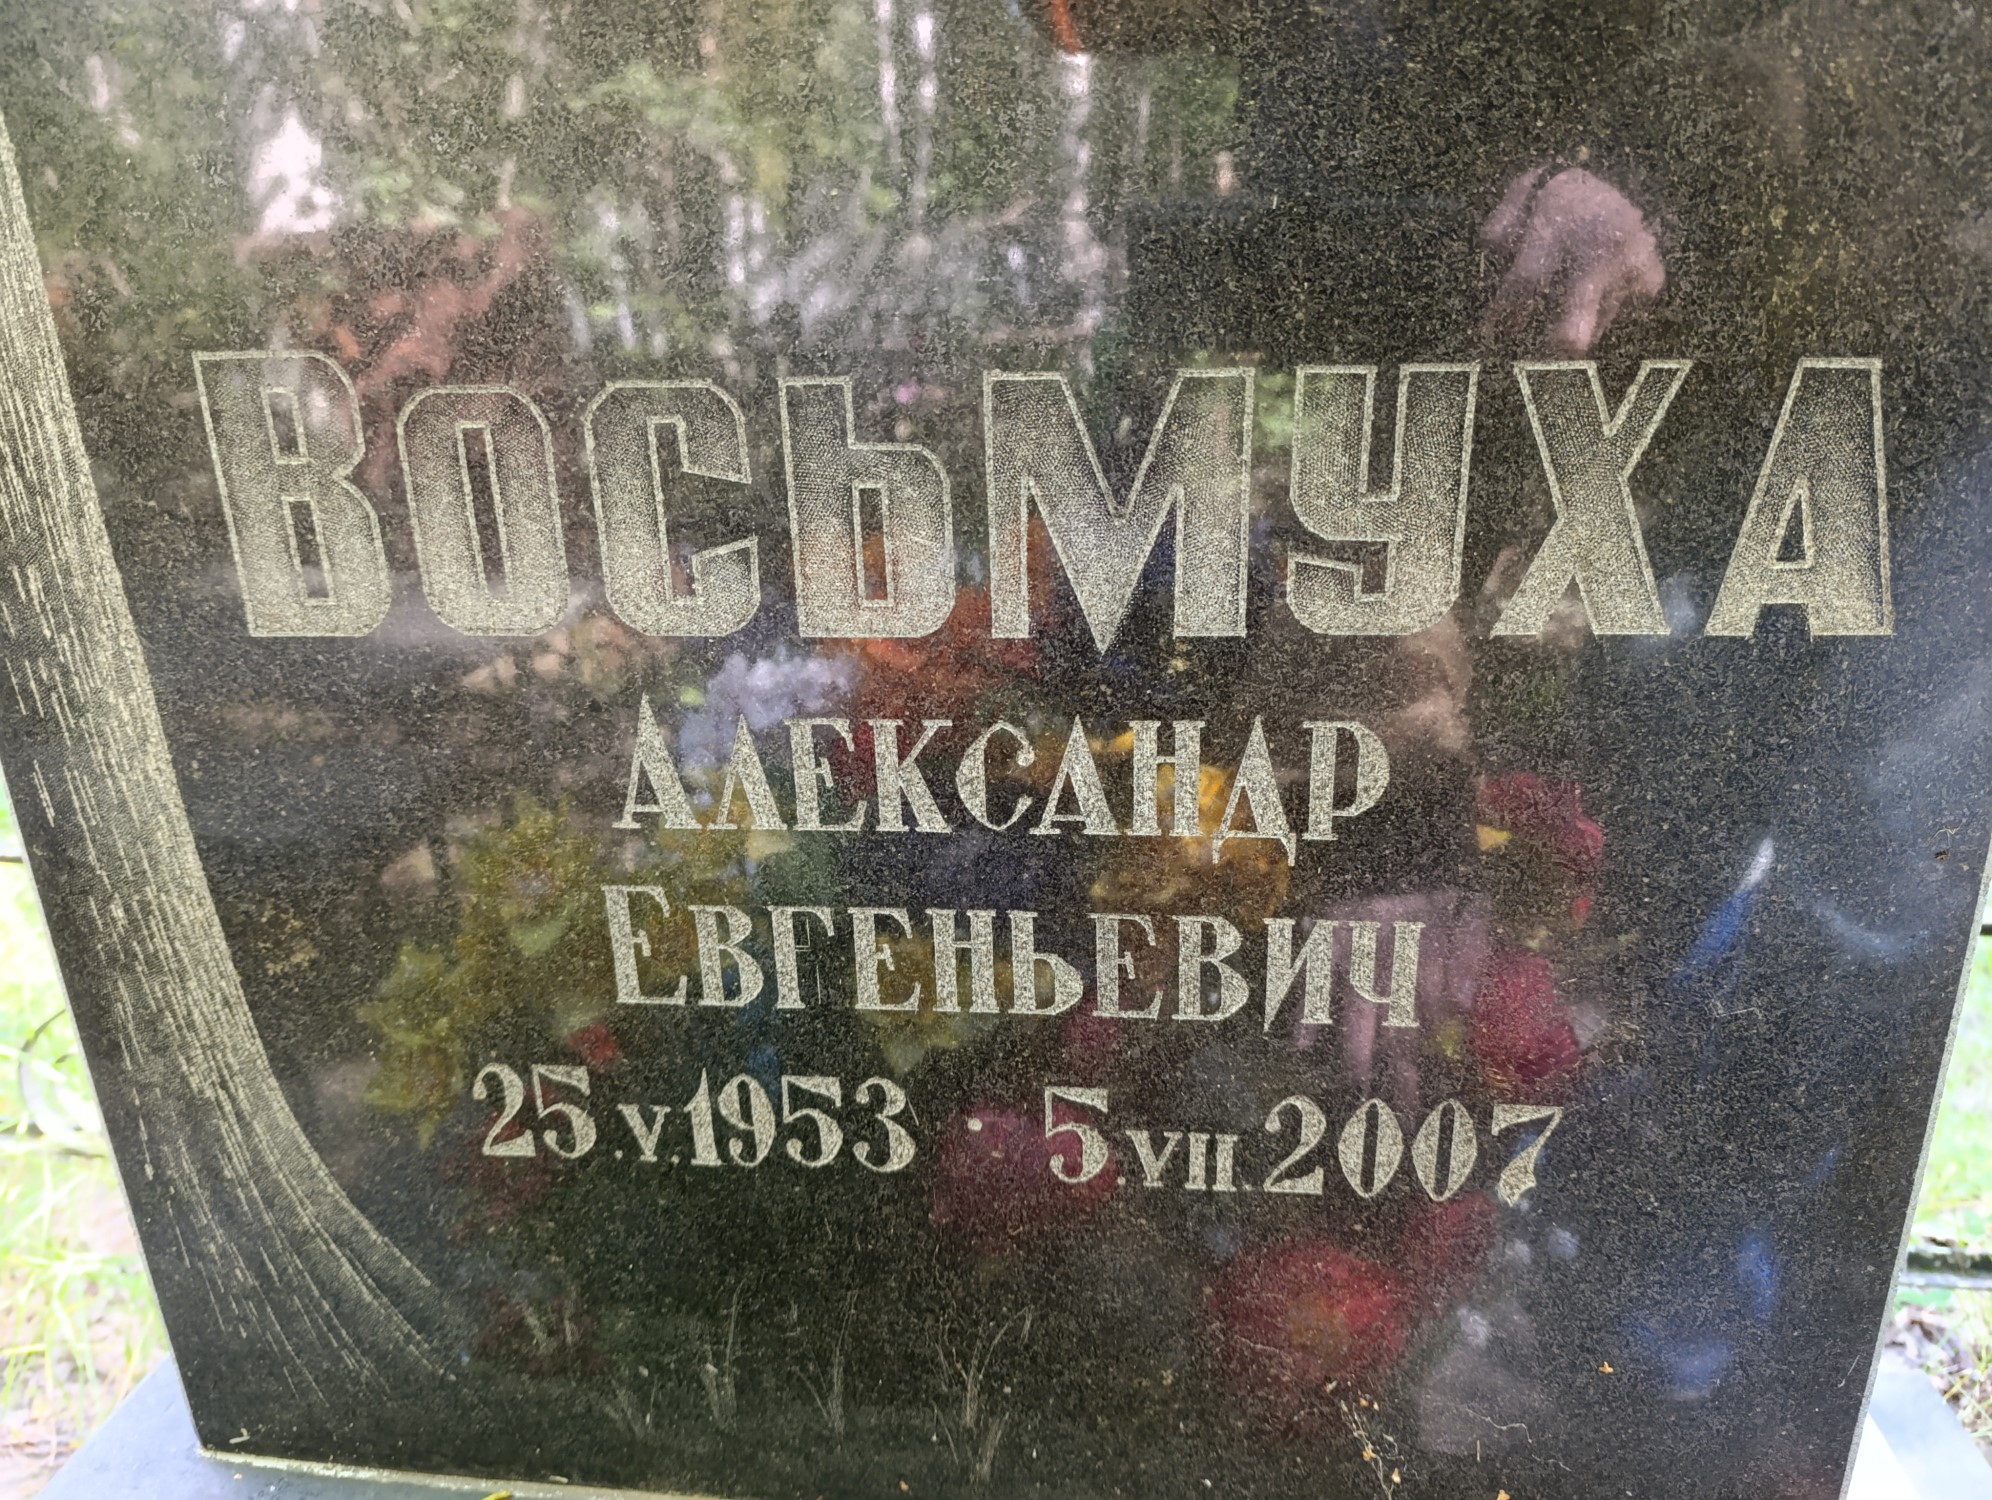 ВОСЬМУХА
АЛЕКСАНДР
ЕВГЕНЬЕВИЧ
25.V.1953 · 5.VII.2007